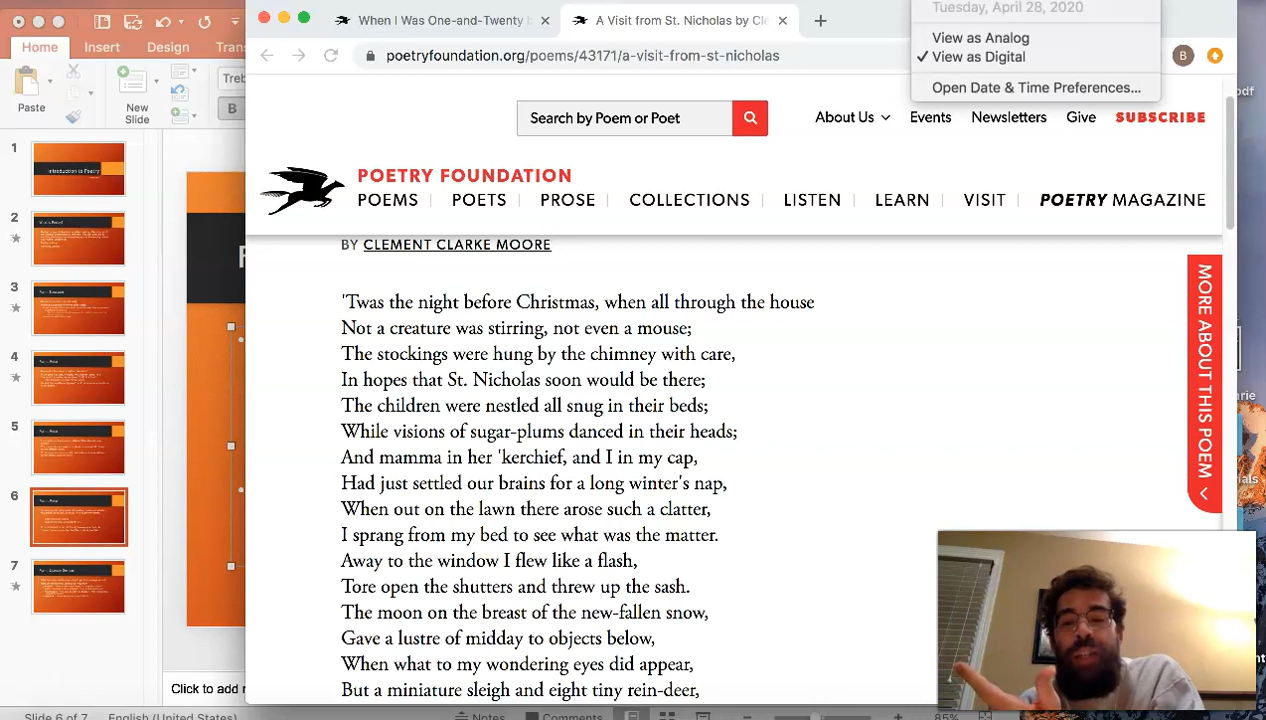 Tuesday, April 28, 2020
When I Was One-and-Twenty b
A Visit from St. Nicholas by Cle
View as Analog
✓ View as Digital
Open Date & Time Preferences...
Home Insert Design
poetryfoundation.org/poems/43171/a-visit-from-st-nicholas
B
Paste
New
Slide
Treb
B
Search by Poem or Poet
About Us Events Newsletters Give SUBSCRIBE
POETRY FOUNDATION
POEMS POETS PROSE COLLECTIONS LISTEN LEARN VISIT POETRY MAGAZINE
BY CLEMENT CLARKE MOORE
'Twas the night before Christmas, when all through the house
Not a creature was stirring, not even a mouse;
The stockings were hung by the chimney with care,
In hopes that St. Nicholas soon would be there;
The children were nestled all snug in their beds;
While visions of sugar-plums danced in their heads;
And mamma in her 'kerchief, and I in my cap,
Had just settled our brains for a long winter's nap,
When out on the lawn there arose such a clatter,
I sprang from my bed to see what was the matter.
Away to the window I flew like a flash,
Tore open the shutters and threw up the sash.
The moon on the breast of the new-fallen snow,
Gave a lustre of midday to objects below,
When what to my wondering eyes did appear,
But a miniature sleigh and eight tiny rein-deer,
MORE ABOUT THIS POEM
1
Introduction to Poetry
2
3
4
5
6
7
Click to add n
Slide 6 of 7 English (United States)
Notes Comments 85%